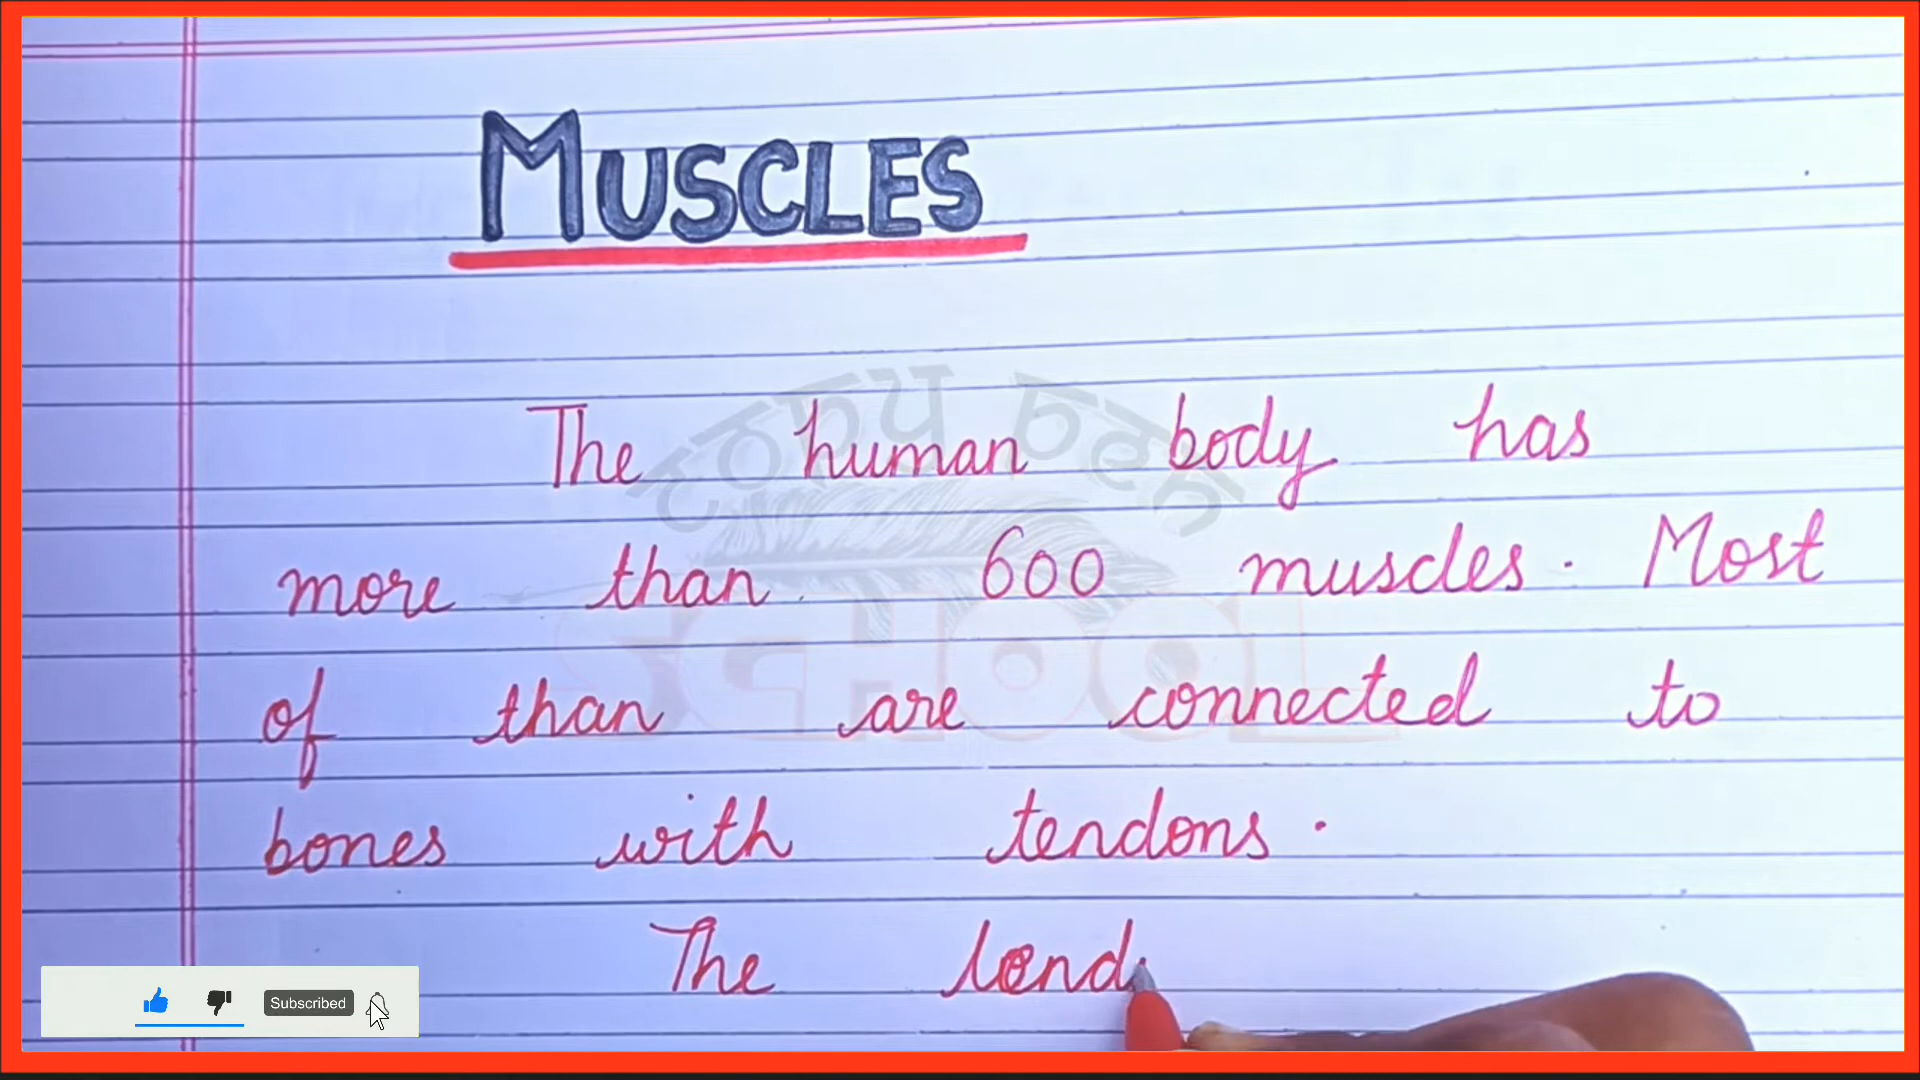 MUSCLES
The human body has
more than 600 muscles. Most
of than are connected to
bones with tendons.
The
Subscribed
SCHOOL